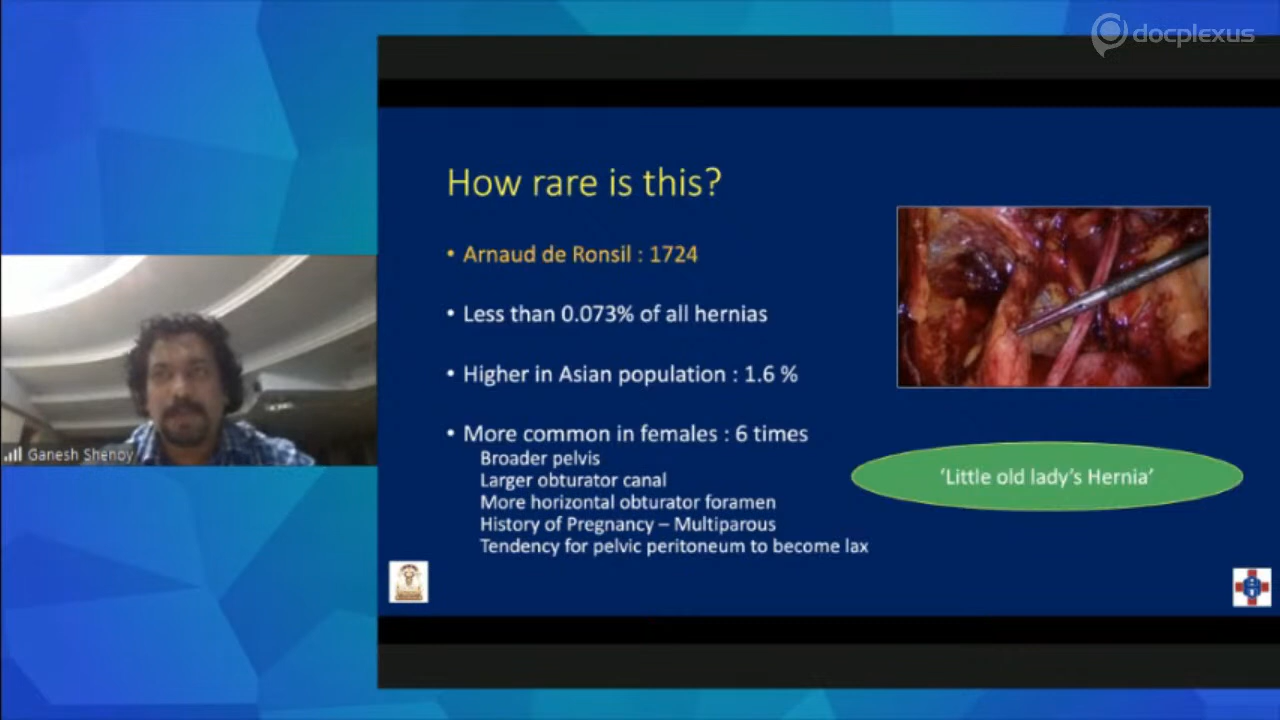 docplexus
How rare is this?
• Arnaud de Ronsil : 1724
• Less than 0.073% of all hernias
• Higher in Asian population : 1.6 %
• More common in females : 6 times
Broader pelvis
Larger obturator canal
More horizontal obturator foramen
History of Pregnancy – Multiparous
Tendency for pelvic peritoneum to become lax
‘Little old lady’s Hernia’
Ganesh Shenoy